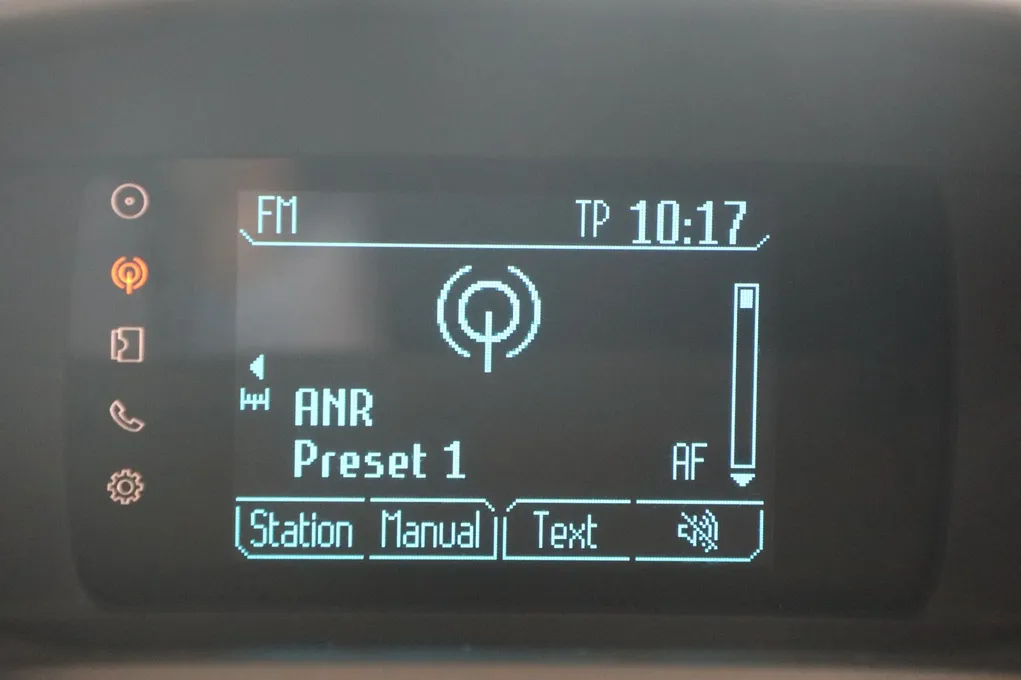 FM TP 10:17
ANR
Preset 1 AF
Station Manual Text